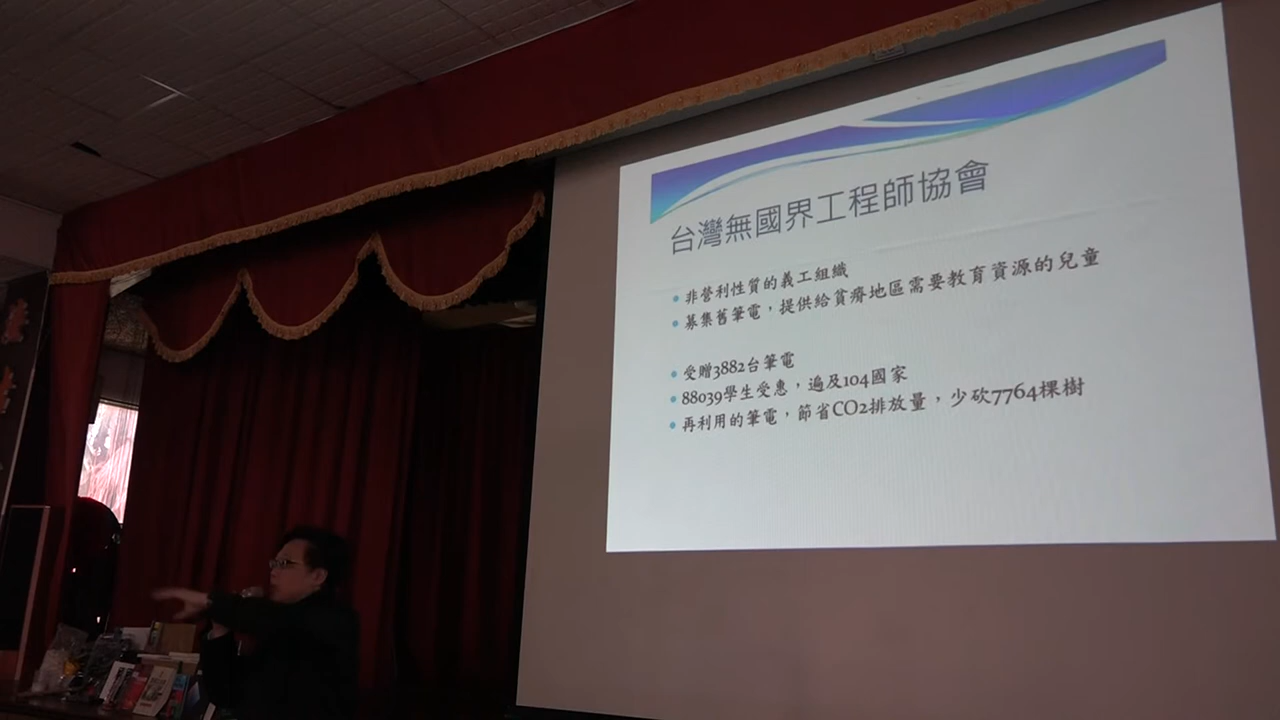 台灣無國界工程師協會
非營利性質的義工組織
募集舊筆電，提供給貧瘠地區需要教育資源的兒童
受贈3882台筆電
88039學生受惠，遍及104國家
再利用的筆電，節省CO2排放量，少砍7764棵樹